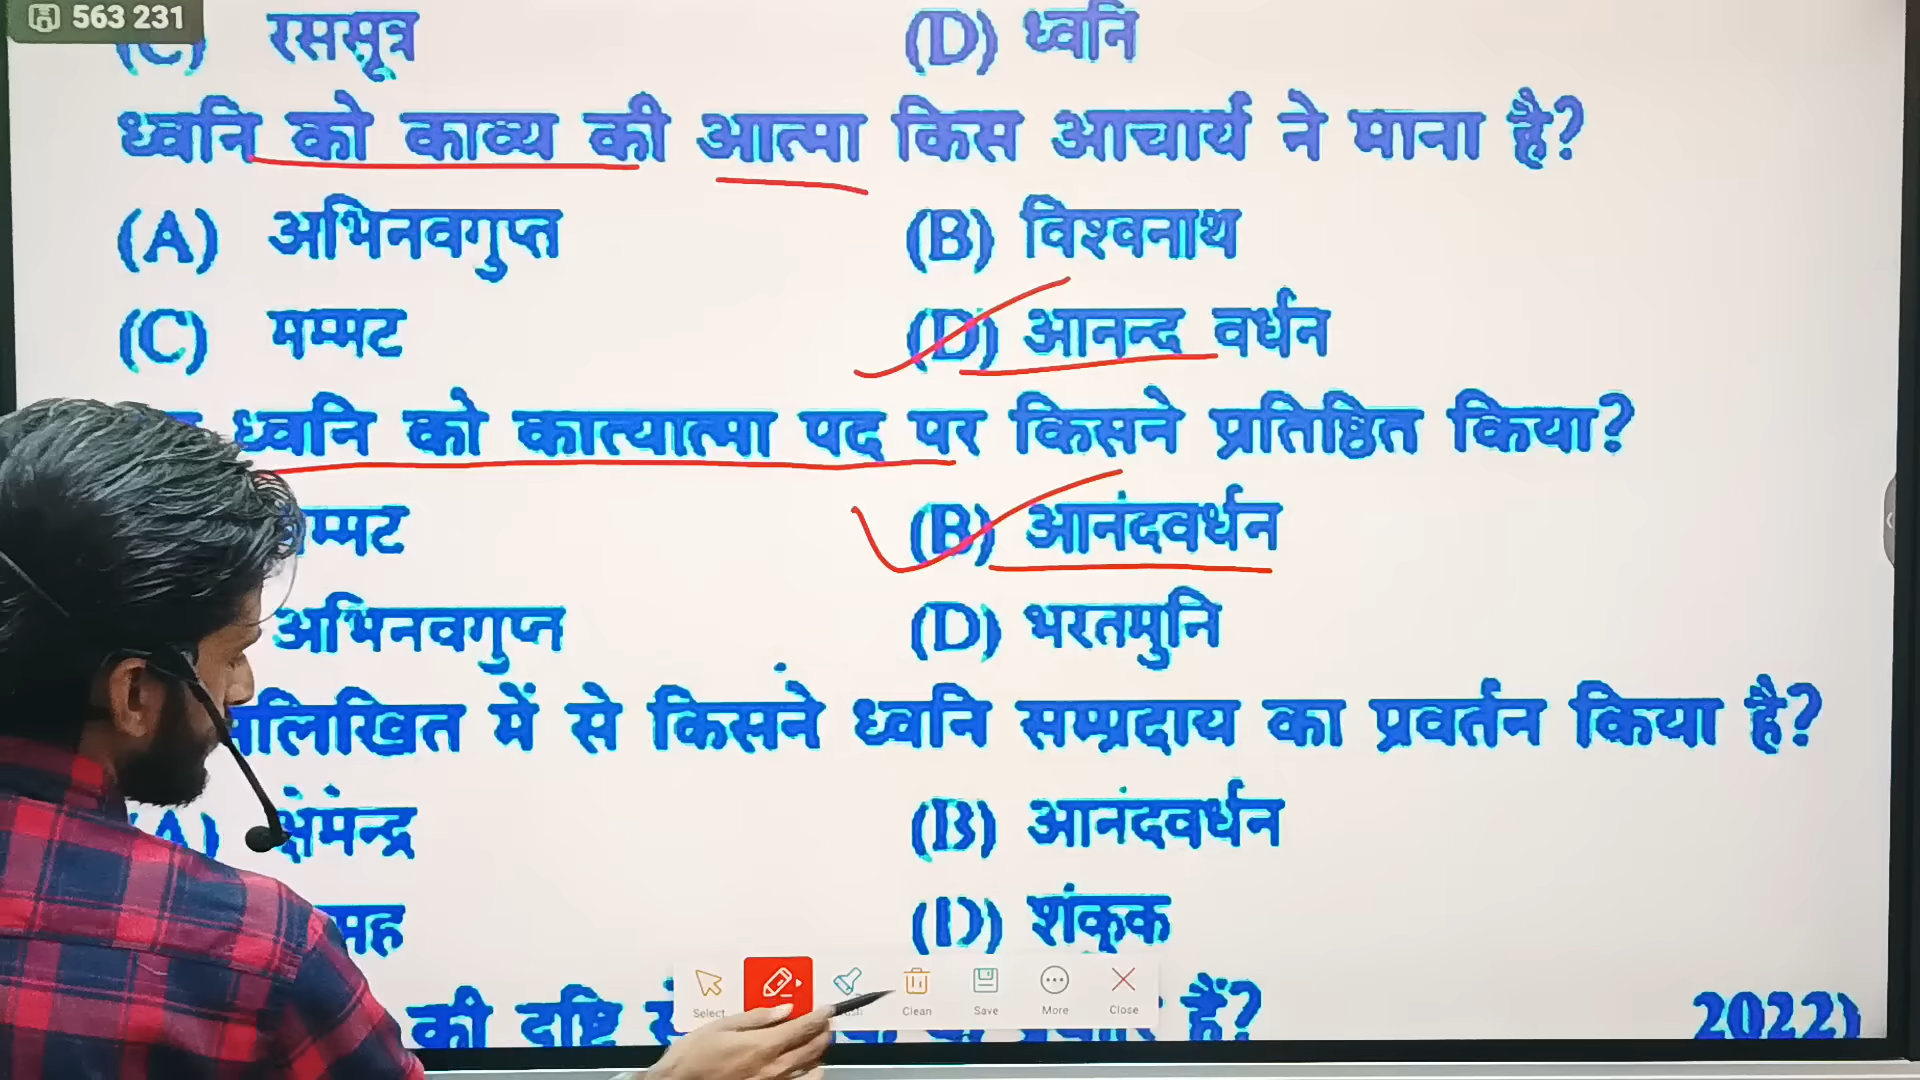 563 231
(C) रससूत्र (D) ध्वनि
ध्वनि को काव्य की आत्मा किस आचार्य ने माना है?
(A) अभिनवगुप्त (B) विश्वनाथ
(C) मम्मट (D) आनन्द वर्धन
ध्वनि को कात्यात्मा पद पर किसने प्रतिष्ठित किया?
मम्मट (B) आनंदवर्धन
अभिनवगुप्त (D) भरतमुनि
में से किसने ध्वनि सम्प्रदाय का प्रवर्तन किया है?
(A) क्षेमेन्द्र (B) आनंदवर्धन
(D) शंकुक
की दृष्टि हैं? 2022)
Select Clean Save More Close